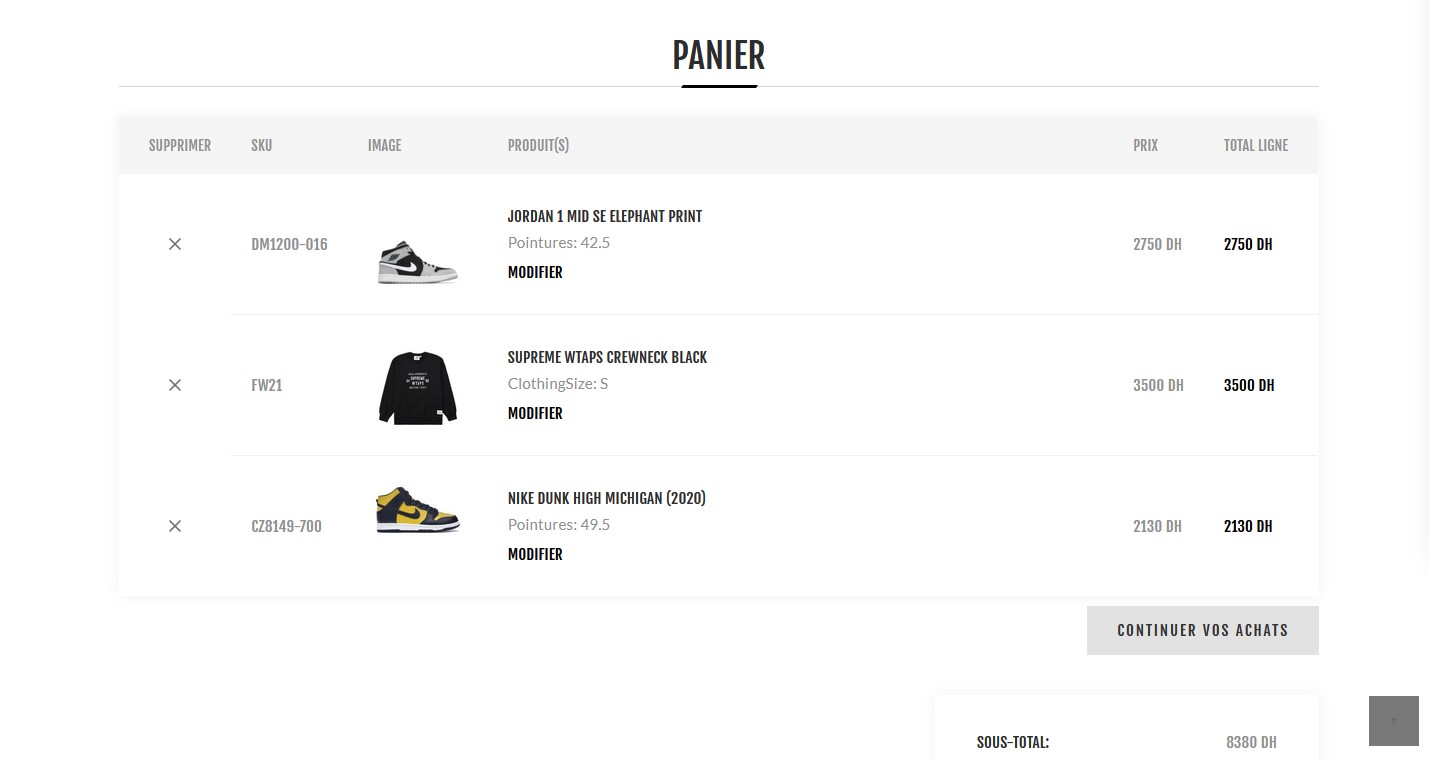 PANIER
SUPPRIMER SKU IMAGE PRODUIT(S) PRIX TOTAL LIGNE
JORDAN 1 MID SE ELEPHANT PRINT
DM1200-016 Pointures: 42.5 2750 DH 2750 DH
MODIFIER
SUPREME WTAPS CREWNECK BLACK
FW21 ClothingSize: S 3500 DH 3500 DH
SUPREME
WTAPS
MODIFIER
NIKE DUNK HIGH MICHIGAN (2020)
CZ8149-700 Pointures: 49.5 2130 DH 2130 DH
MODIFIER
CONTINUER VOS ACHATS
SOUS-TOTAL: 8380 DH